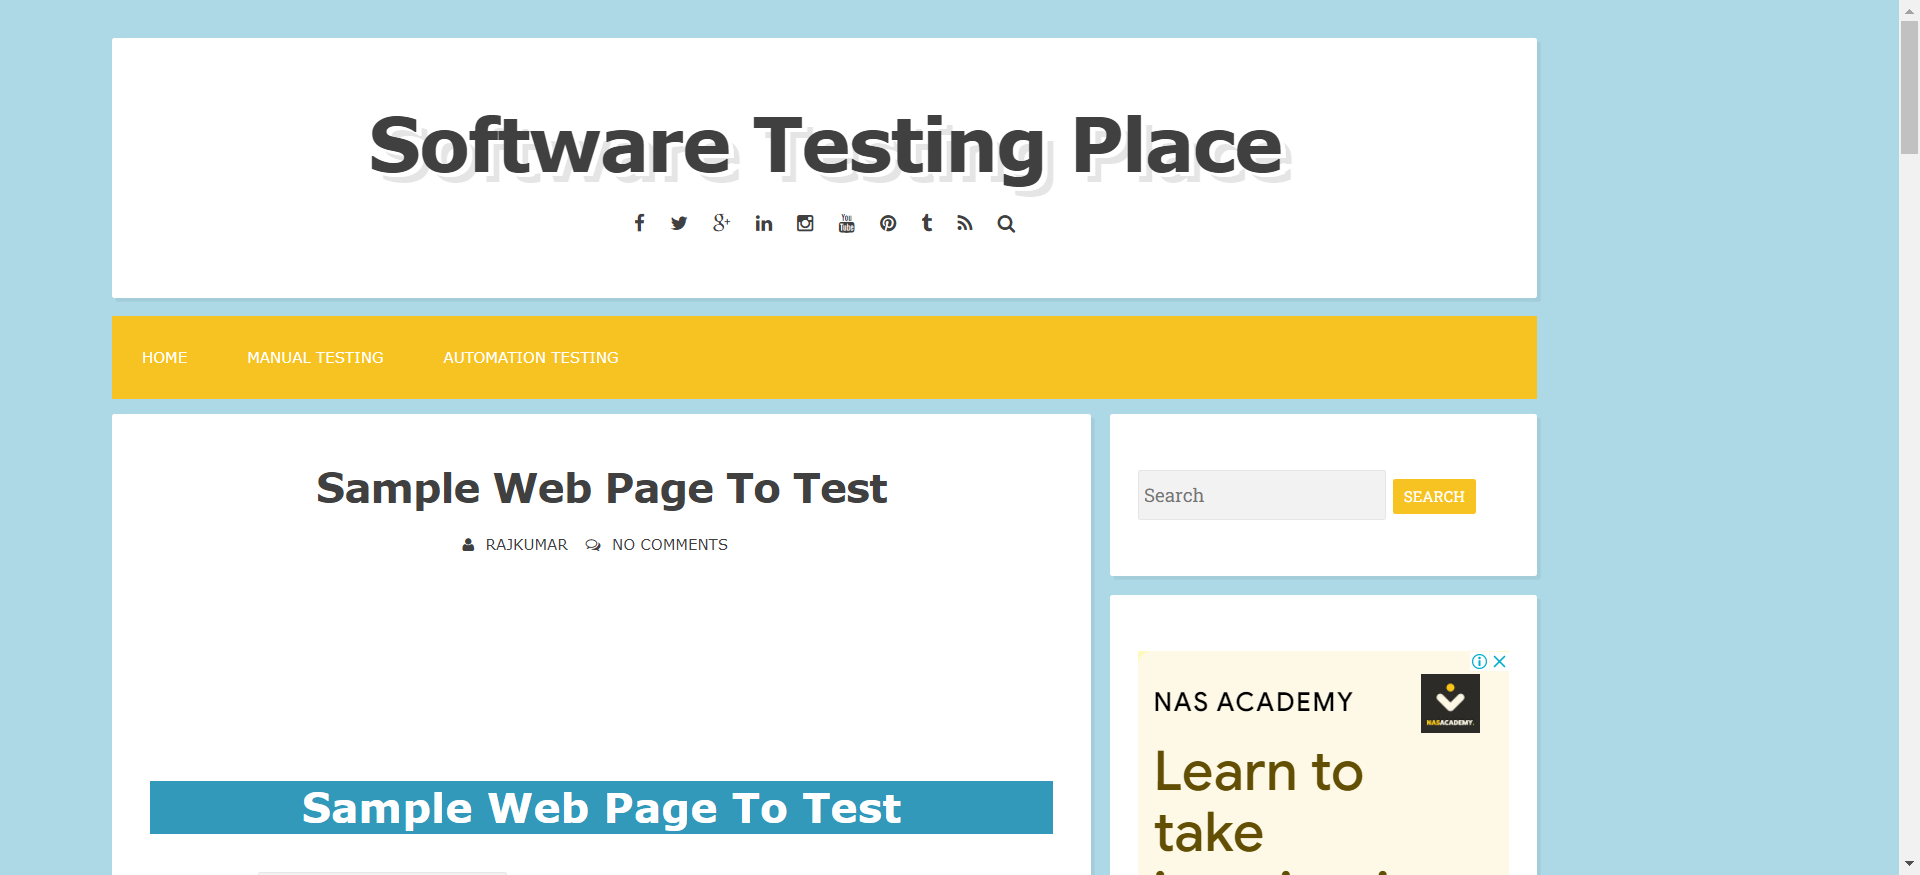 Software Testing Place
HOME MANUAL TESTING AUTOMATION TESTING
Sample Web Page To Test
RAJKUMAR NO COMMENTS
Sample Web Page To Test
Search SEARCH
NAS ACADEMY
NASACADEMY.
Learn to
take